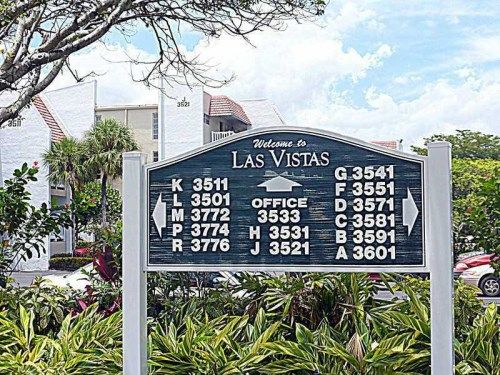 3511
3521
Welcome to
LAS VISTAS
K 3511
L 3501
M 3772
P 3774
R 3776
OFFICE
3533
H 3531
J 3521
G 3541
F 3551
D 3571
C 3581
B 3591
A 3601